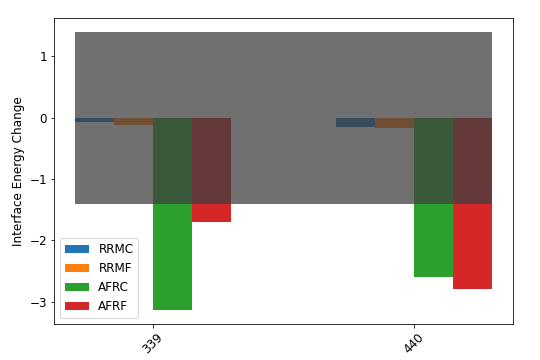 Interface Energy Change
1
0
−1
−2
−3
RRMC
RRMF
AFRC
AFRF
339
440